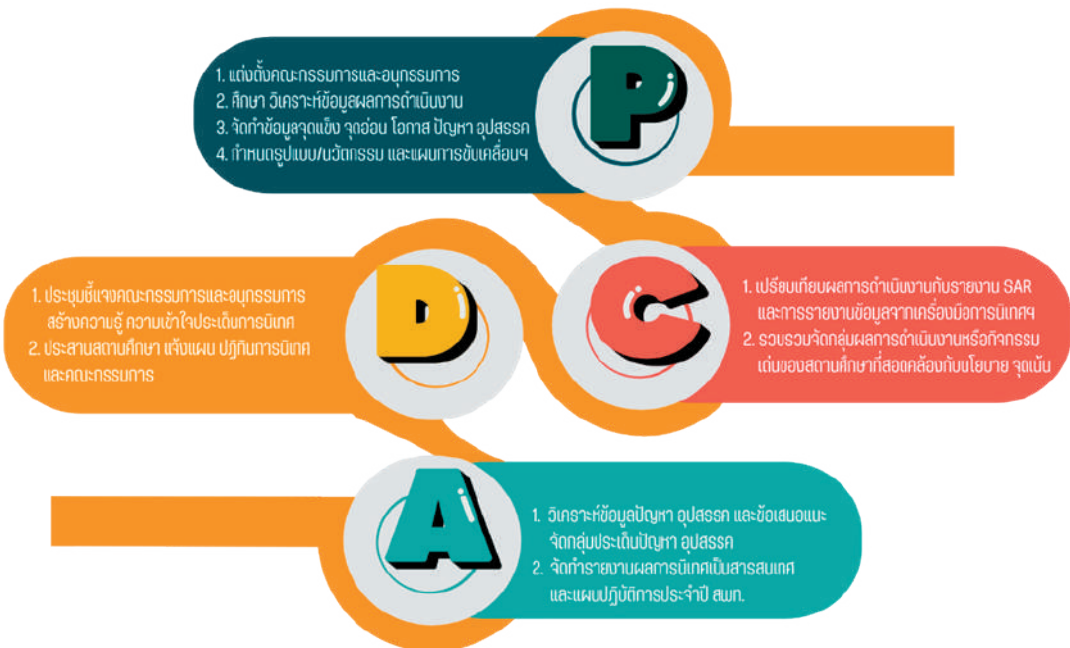 P
1. แต่งตั้งคณะกรรมการและอนุกรรมการ
2. ศึกษา วิเคราะห์ข้อมูลผลการดำเนินงาน
3. จัดทำข้อมูลจุดแข็ง จุดอ่อน โอกาส ปัญหา อุปสรรค
4. กำหนดรูปแบบ/นวัตกรรม และแผนการขับเคลื่อนฯ
D
1. ประชุมชี้แจงคณะกรรมการและอนุกรรมการ
สร้างความรู้ ความเข้าใจประเด็นการนิเทศ
2. ประสานสถานศึกษา แจ้งแผน ปฏิทินการนิเทศ
และคณะกรรมการ
C
1. เปรียบเทียบผลการดำเนินงานกับรายงาน SAR
และการรายงานข้อมูลจากเครื่องมือการนิเทศฯ
2. รวบรวมจัดกลุ่มผลการดำเนินงานหรือกิจกรรม
เด่นของสถานศึกษาที่สอดคล้องกับนโยบาย จุดเน้น
A
1. วิเคราะห์ข้อมูลปัญหา อุปสรรค และข้อเสนอแนะ
จัดกลุ่มประเด็นปัญหา อุปสรรค
2. จัดทำรายงานผลการนิเทศเป็นสารสนเทศ
และแผนปฏิบัติการประจำปี สพท.